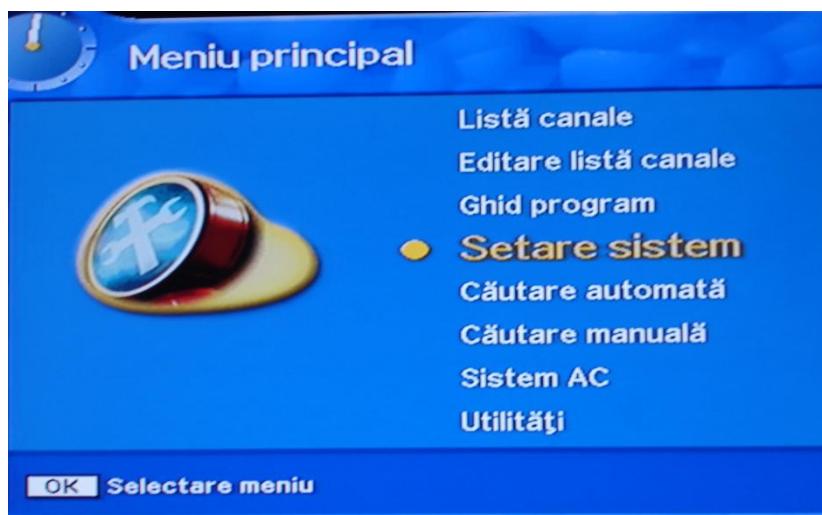 Meniu principal
Listă canale
Editare listă canale
Ghid program
Setare sistem
Căutare automată
Căutare manuală
Sistem AC
Utilităţi
OK Selectare meniu